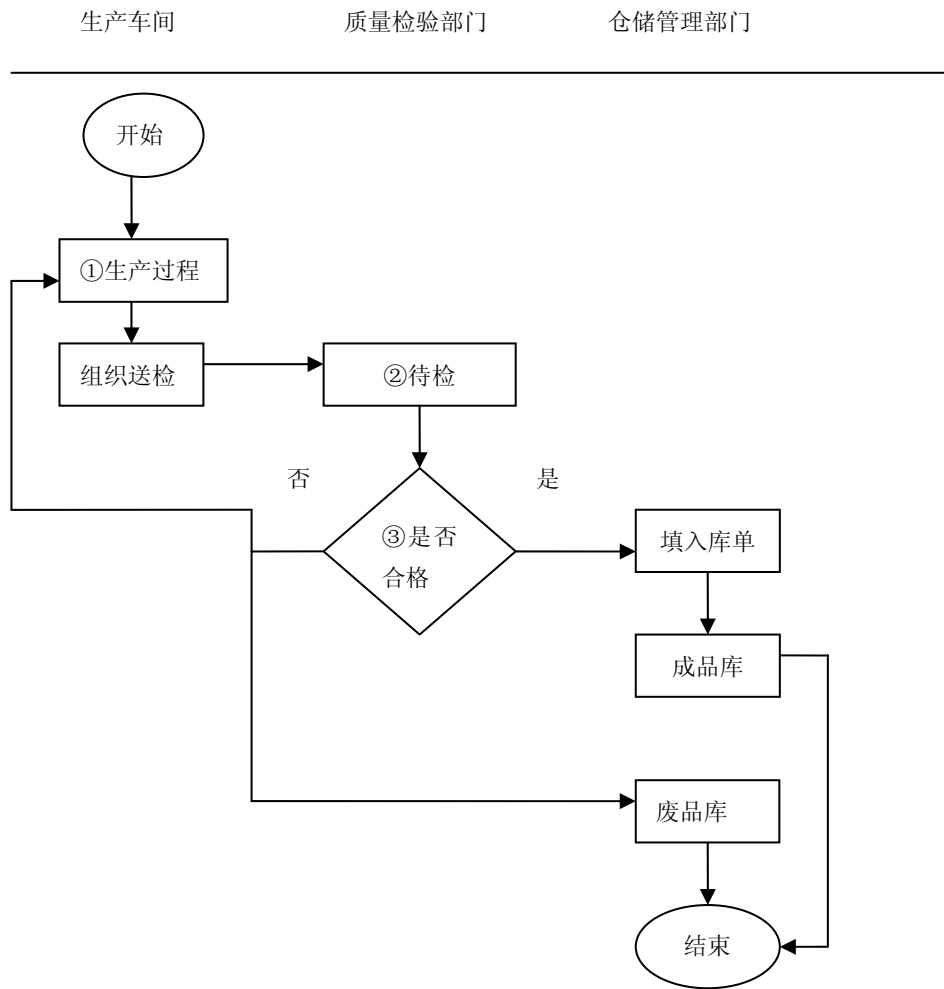 生产车间 质量检验部门 仓储管理部门
开始
①生产过程
组织送检 ②待检
否 是
③是否
合格
填入库单
成品库
废品库
结束